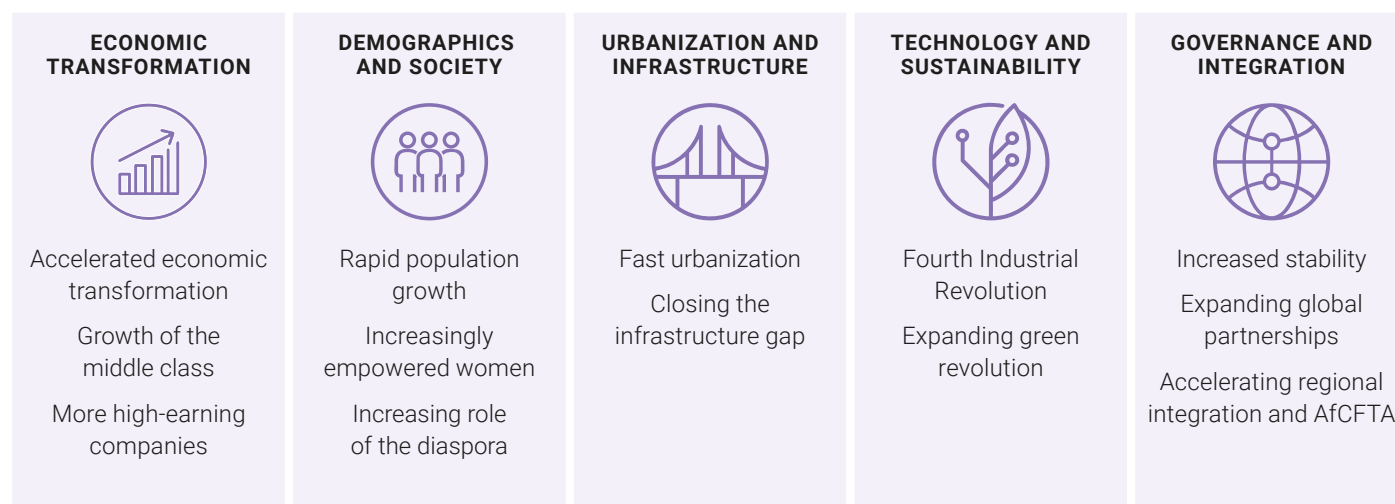 ECONOMIC
TRANSFORMATION
Accelerated economic
transformation
Growth of the
middle class
More high-earning
companies
DEMOGRAPHICS
AND SOCIETY
Rapid population
growth
Increasingly
empowered women
Increasing role
of the diaspora
URBANIZATION AND
INFRASTRUCTURE
Fast urbanization
Closing the
infrastructure gap
TECHNOLOGY AND
SUSTAINABILITY
Fourth Industrial
Revolution
Expanding green
revolution
GOVERNANCE AND
INTEGRATION
Increased stability
Expanding global
partnerships
Accelerating regional
integration and AfCFTA